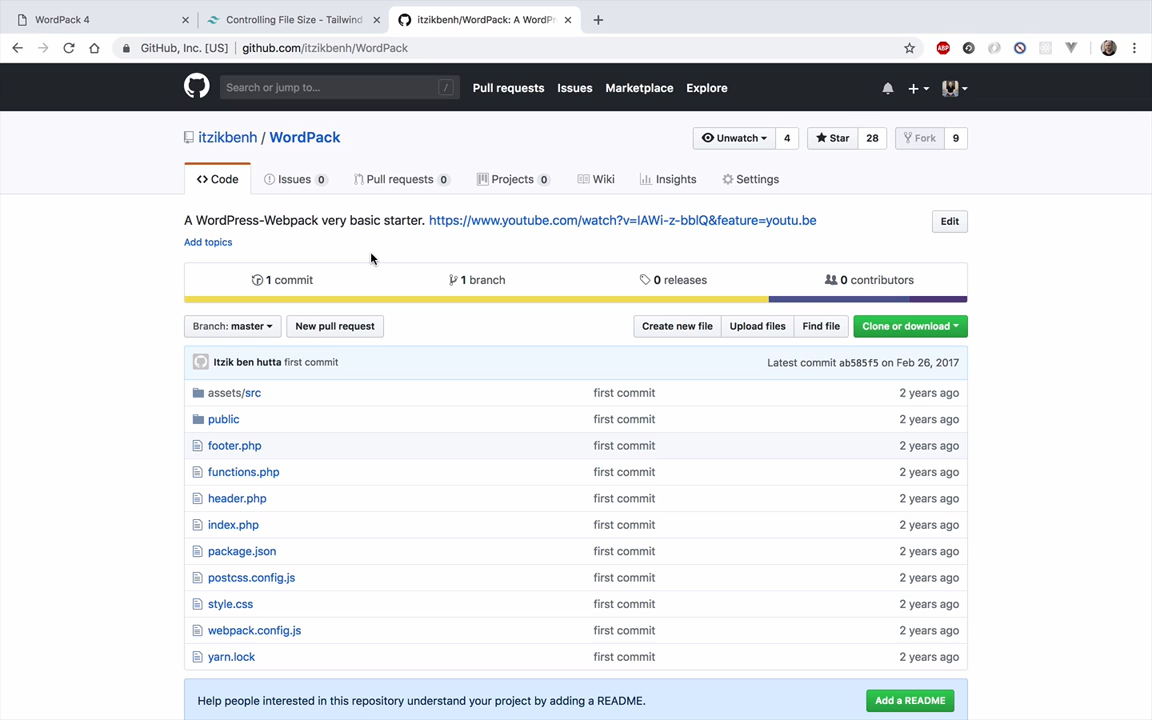 WordPack 4
Controlling File Size - Tailwind
itzikbenh/WordPack: A WordPr
GitHub, Inc. [US] github.com/itzikbenh/WordPack
ABP
Search or jump to... /
Pull requests Issues Marketplace Explore
itzikbenh / WordPack
Unwatch 4 Star 28 Fork 9
Code Issues 0 Pull requests 0 Projects 0 Wiki Insights Settings
A WordPress-Webpack very basic starter. https://www.youtube.com/watch?v=lAWi-z-bblQ&feature=youtu.be
Edit
Add topics
1 commit 1 branch 0 releases 0 contributors
Branch: master New pull request Create new file Upload files Find file Clone or download
Itzik ben hutta first commit Latest commit ab585f5 on Feb 26, 2017
assets/src first commit 2 years ago
public first commit 2 years ago
footer.php first commit 2 years ago
functions.php first commit 2 years ago
header.php first commit 2 years ago
index.php first commit 2 years ago
package.json first commit 2 years ago
postcss.config.js first commit 2 years ago
style.css first commit 2 years ago
webpack.config.js first commit 2 years ago
yarn.lock first commit 2 years ago
Help people interested in this repository understand your project by adding a README.
Add a README